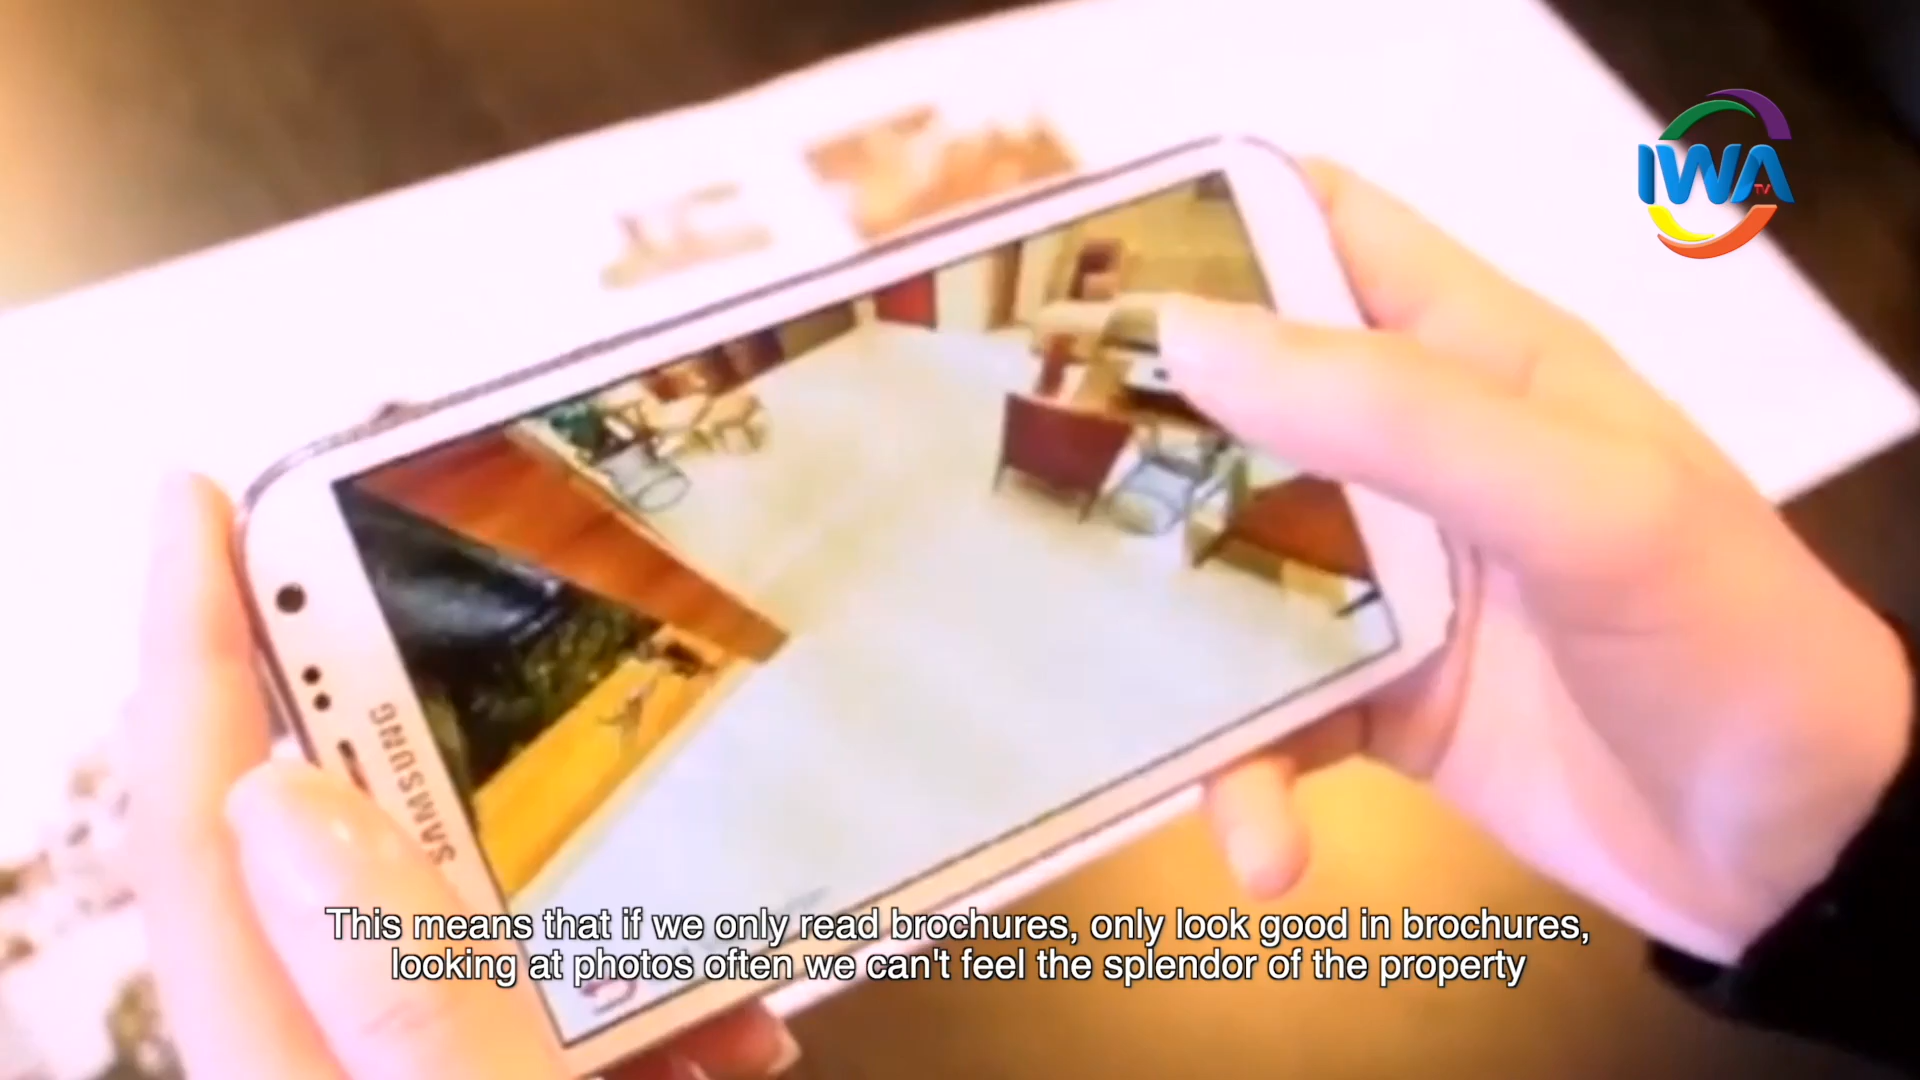 IWA
TV
SAMSUNG
This means that if we only read brochures, only look good in brochures,
looking at photos often we can't feel the splendor of the property